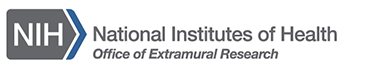 NIH National Institutes of Health
Office of Extramural Research